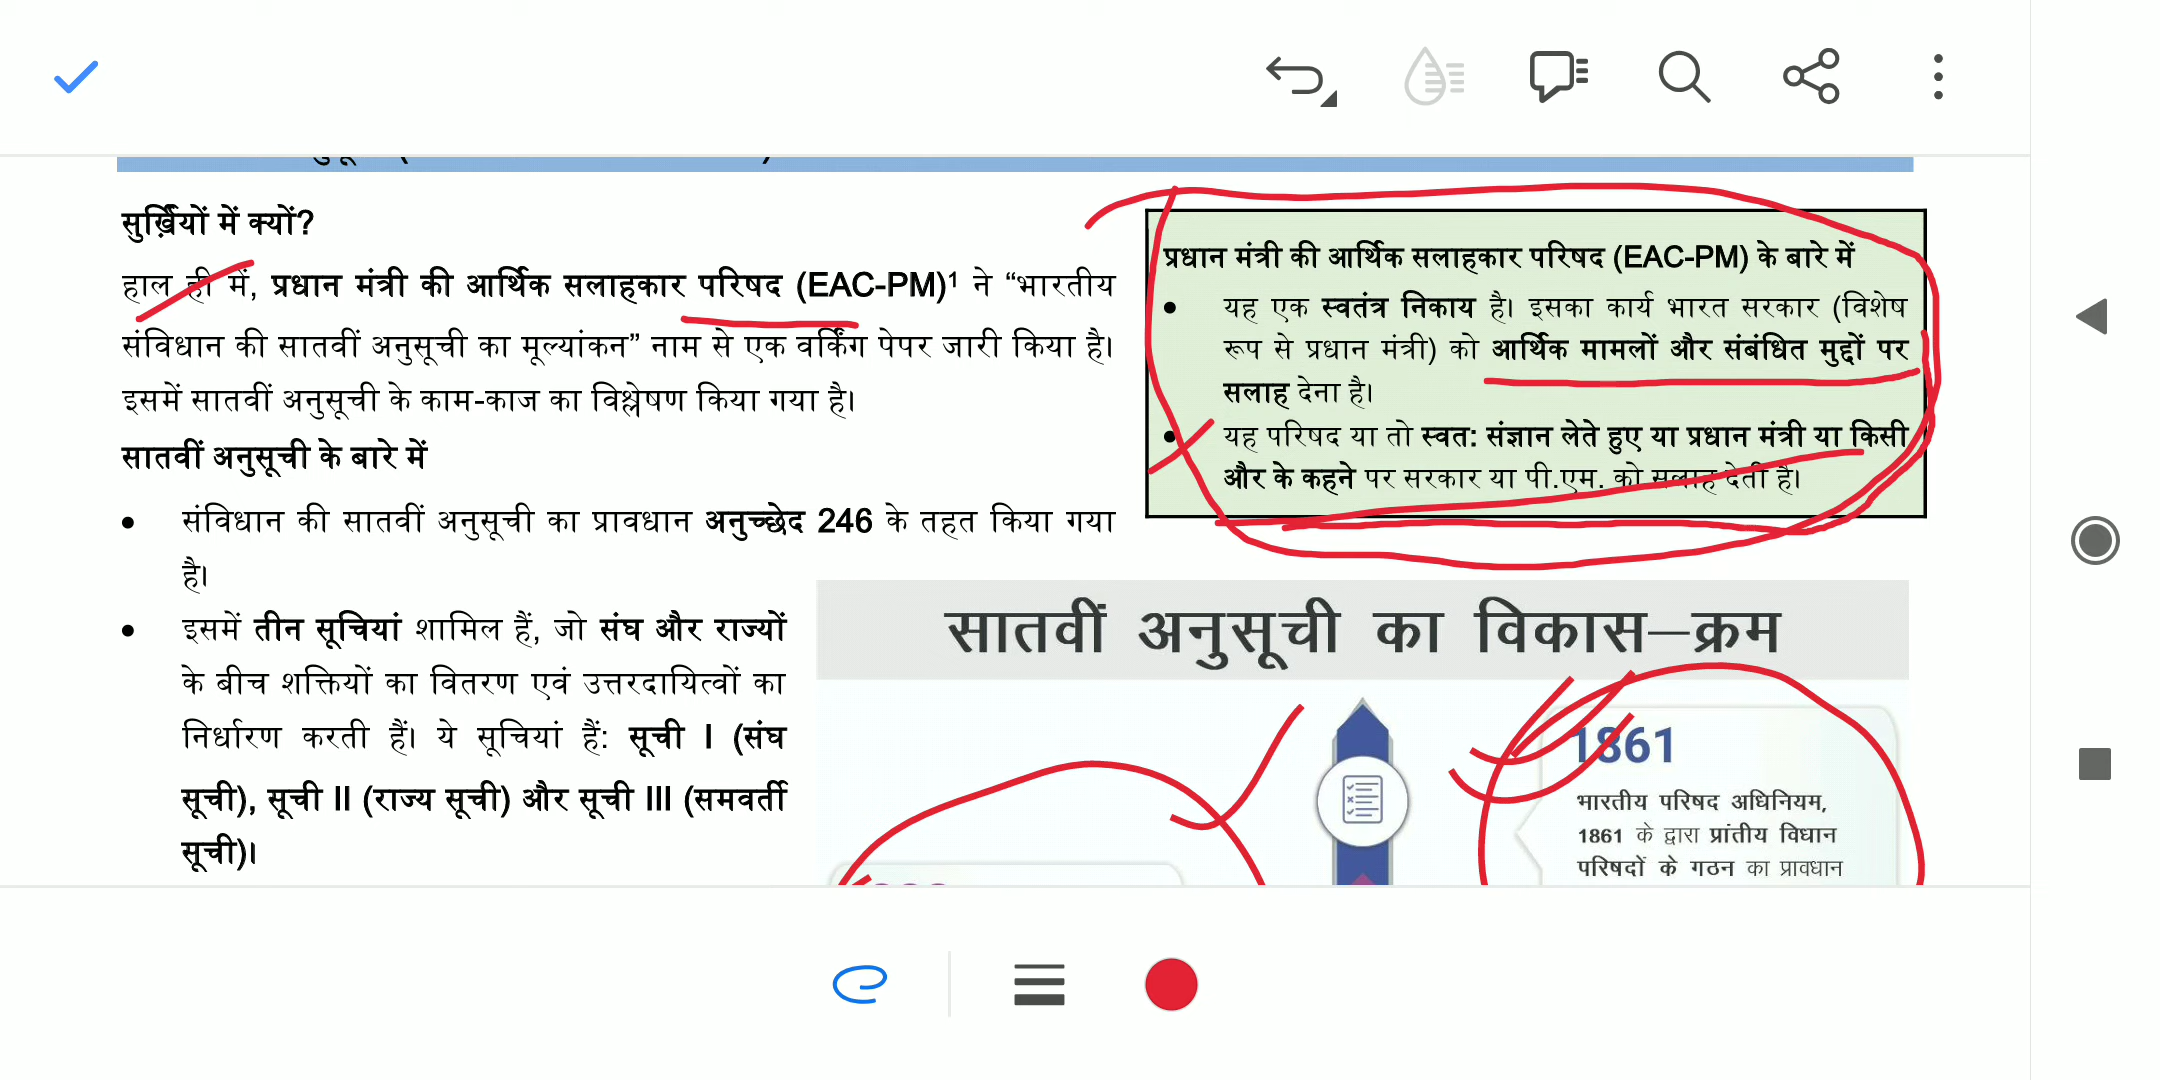 सुर्ख़ियों में क्यों?
हाल ही में, प्रधान मंत्री की आर्थिक सलाहकार परिषद (EAC-PM)¹ ने “भारतीय
संविधान की सातवीं अनुसूची का मूल्यांकन” नाम से एक वर्किंग पेपर जारी किया है।
इसमें सातवीं अनुसूची के काम-काज का विश्लेषण किया गया है।
सातवीं अनुसूची के बारे में
• संविधान की सातवीं अनुसूची का प्रावधान अनुच्छेद 246 के तहत किया गया
है।
• इसमें तीन सूचियां शामिल हैं, जो संघ और राज्यों
के बीच शक्तियों का वितरण एवं उत्तरदायित्वों का
निर्धारण करती हैं। ये सूचियां हैं: सूची I (संघ
सूची), सूची II (राज्य सूची) और सूची III (समवर्ती
सूची)।
प्रधान मंत्री की आर्थिक सलाहकार परिषद (EAC-PM) के बारे में
• यह एक स्वतंत्र निकाय है। इसका कार्य भारत सरकार (विशेष
रूप से प्रधान मंत्री) को आर्थिक मामलों और संबंधित मुद्दों पर
सलाह देना है।
• यह परिषद या तो स्वत: संज्ञान लेते हुए या प्रधान मंत्री या किसी
और के कहने पर सरकार या पी.एम. को सलाह देती है।
सातवीं अनुसूची का विकास–क्रम
1861
भारतीय परिषद अधिनियम,
1861 के द्वारा प्रांतीय विधान
परिषदों के गठन का प्रावधान